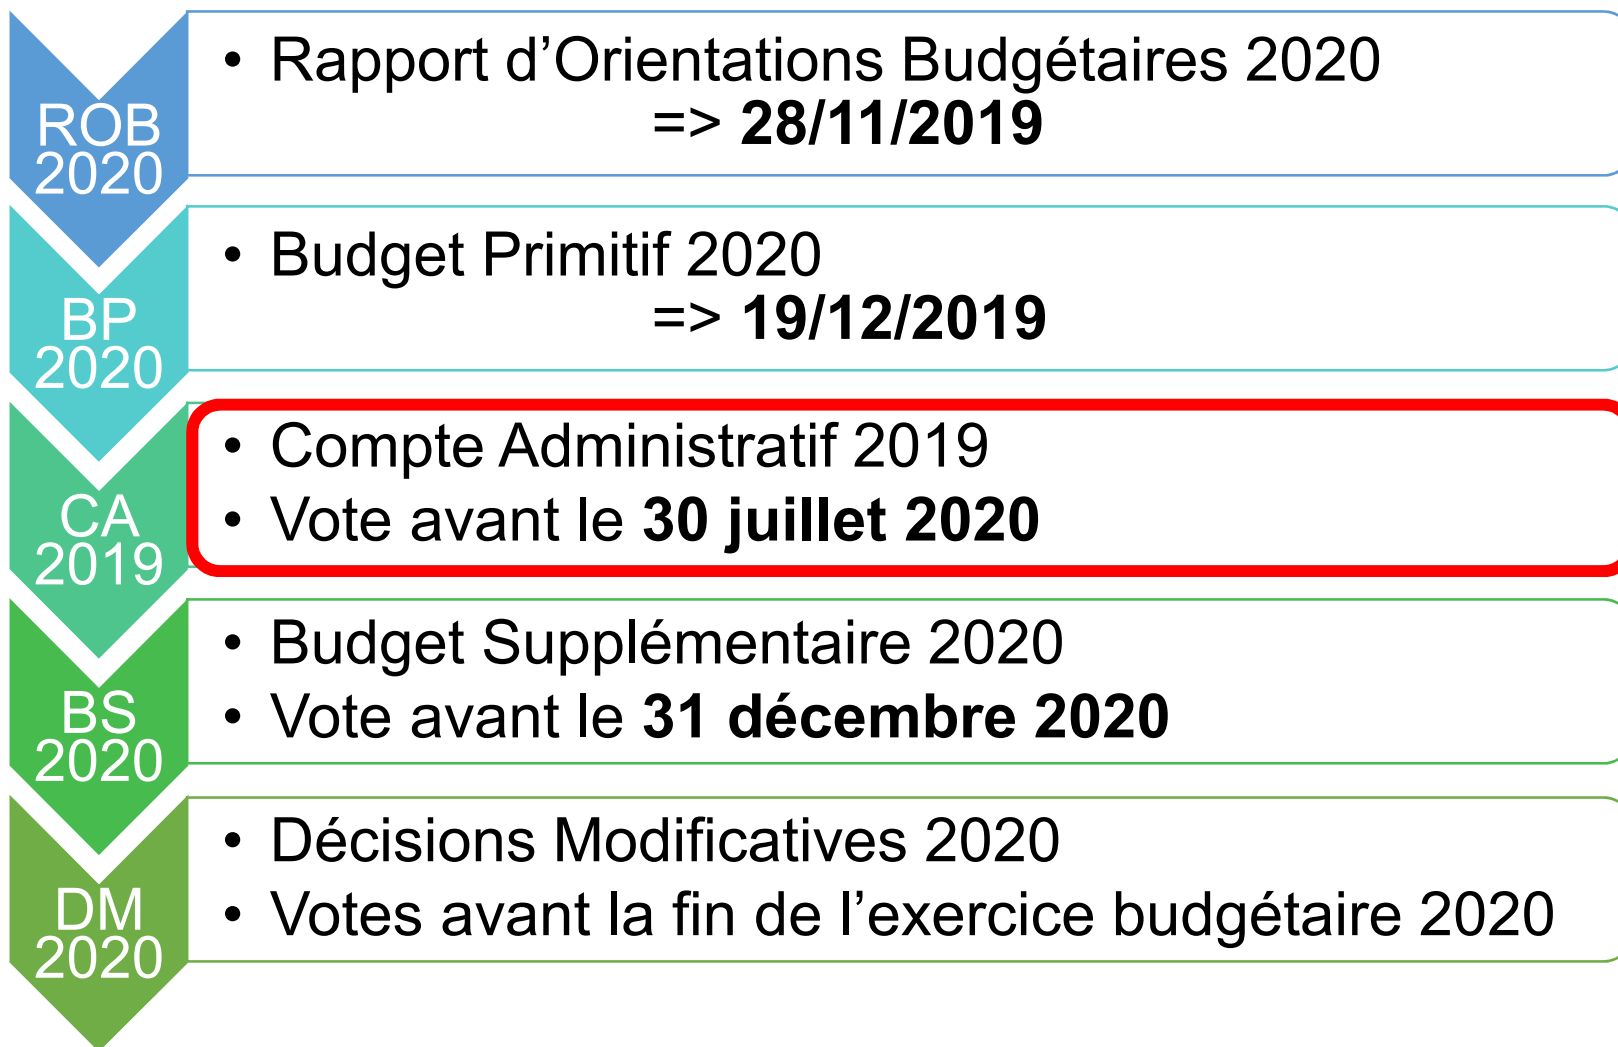 ROB
2020
• Rapport d’Orientations Budgétaires 2020
=> 28/11/2019
BP
2020
• Budget Primitif 2020
=> 19/12/2019
CA
2019
• Compte Administratif 2019
• Vote avant le 30 juillet 2020
BS
2020
• Budget Supplémentaire 2020
• Vote avant le 31 décembre 2020
DM
2020
• Décisions Modificatives 2020
• Votes avant la fin de l’exercice budgétaire 2020